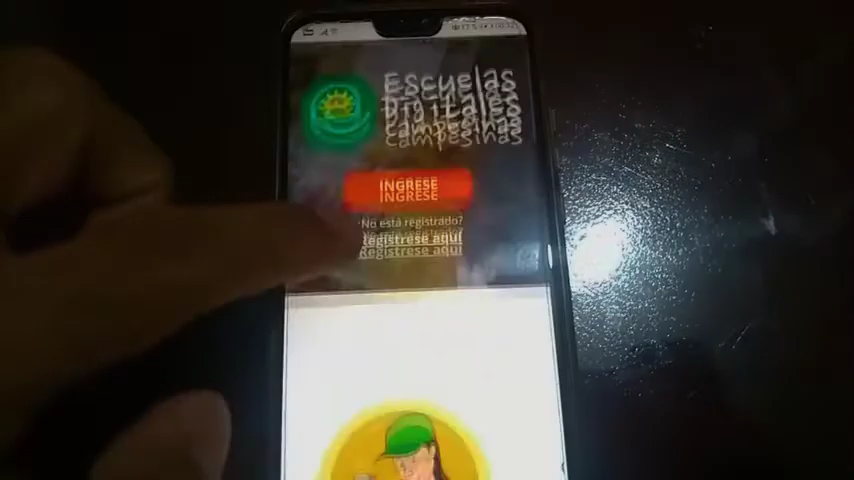 Escuelas
Digitales
Campesinas
INGRESE
No está registrado?
Regístrese aquí